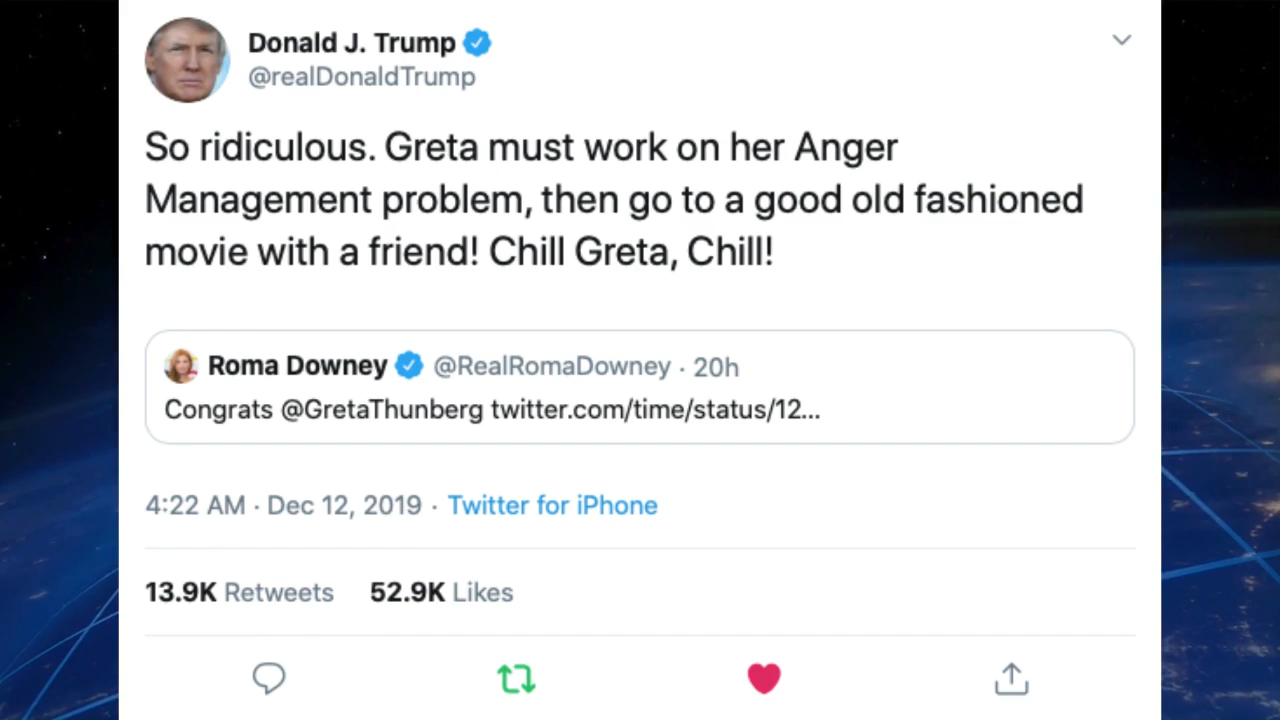 Donald J. Trump
@realDonaldTrump
So ridiculous. Greta must work on her Anger
Management problem, then go to a good old fashioned
movie with a friend! Chill Greta, Chill!
Roma Downey @RealRomaDowney · 20h
Congrats @GretaThunberg twitter.com/time/status/12...
4:22 AM · Dec 12, 2019 · Twitter for iPhone
13.9K Retweets 52.9K Likes